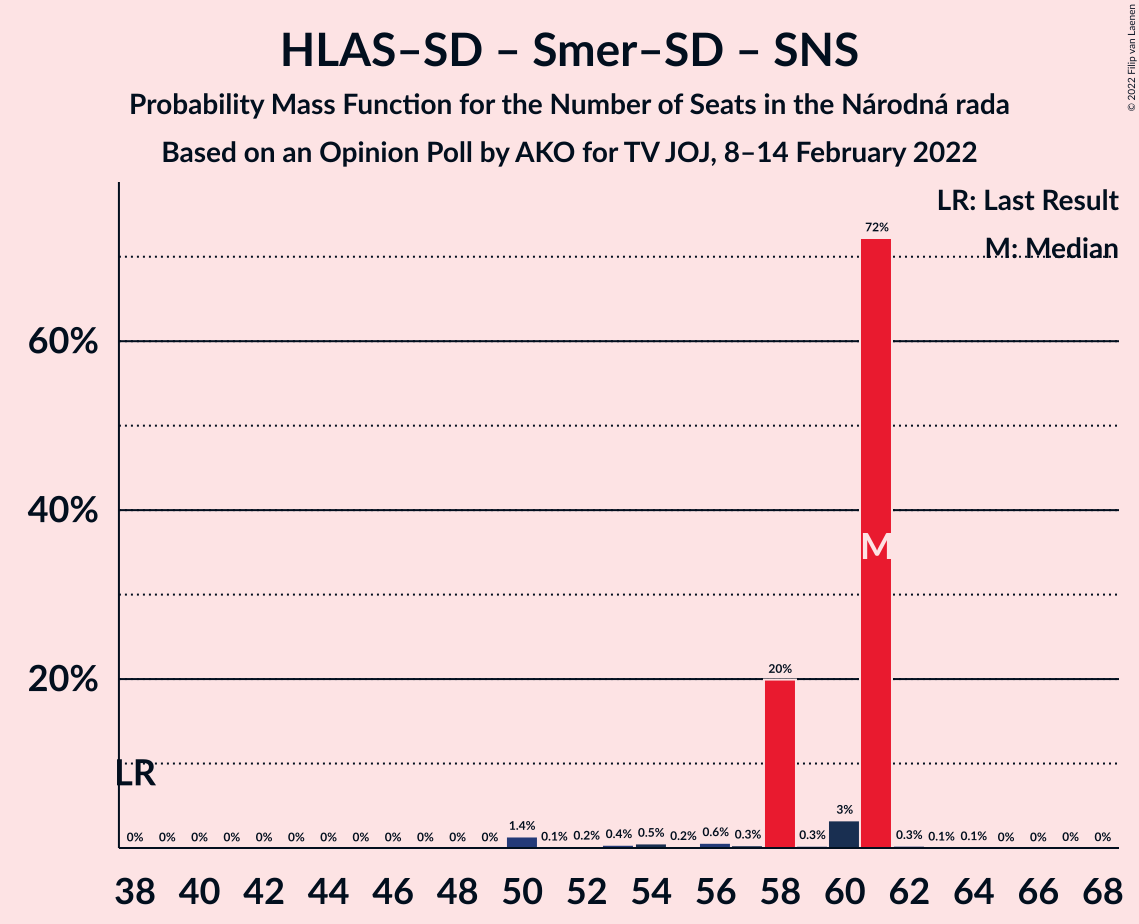 HLAS–SD – Smer–SD – SNS
Probability Mass Function for the Number of Seats in the Národná rada
Based on an Opinion Poll by AKO for TV JOJ, 8–14 February 2022
© 2022 Filip van Laenen
LR: Last Result
M: Median
72%
60%
40%
M
20%
20%
LR
0% 0% 0% 0% 0% 0% 0% 0% 0% 0% 0% 0% 1.4% 0.1% 0.2% 0.4% 0.5% 0.2% 0.6% 0.3% 0.3% 3% 0.3% 0.1% 0.1% 0% 0% 0% 0%
38 40 42 44 46 48 50 52 54 56 58 60 62 64 66 68